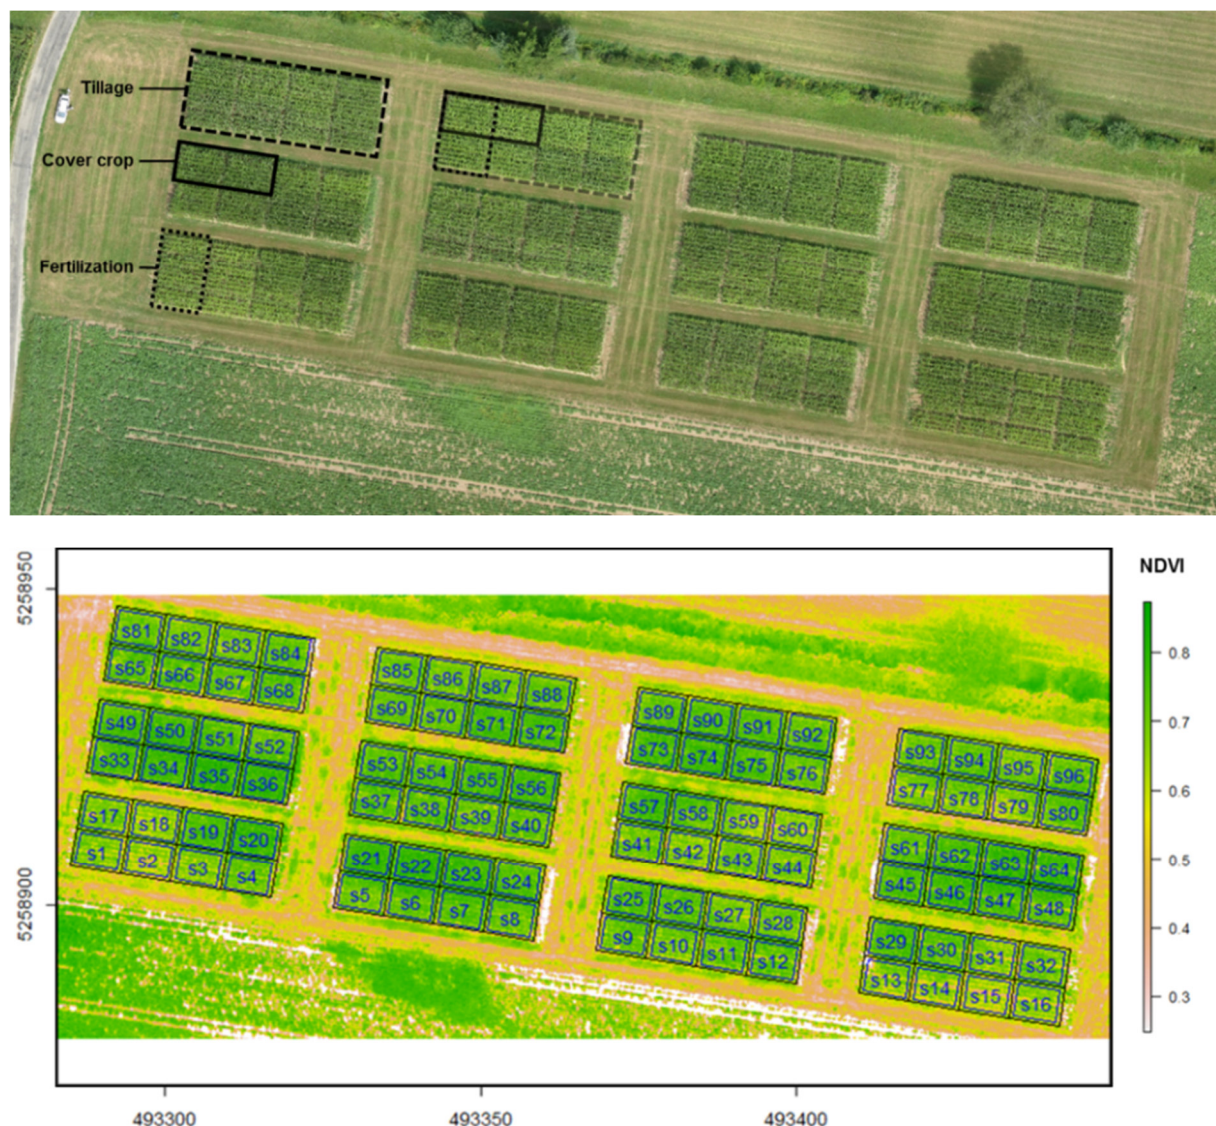 Tillage
Cover crop
Fertilization
NDVI
5258950
5258900
s81 s82 s83 s84
s65 s66 s67 s68
s85 s86 s87 s88
s69 s70 s71 s72
s89 s90 s91 s92
s73 s74 s75 s76
s93 s94 s95 s96
s77 s78 s79 s80
s49 s50 s51 s52
s33 s34 s35 s36
s53 s54 s55 s56
s37 s38 s39 s40
s57 s58 s59 s60
s41 s42 s43 s44
s61 s62 s63 s64
s45 s46 s47 s48
s17 s18 s19 s20
s1 s2 s3 s4
s21 s22 s23 s24
s5 s6 s7 s8
s25 s26 s27 s28
s9 s10 s11 s12
s29 s30 s31 s32
s13 s14 s15 s16
0.8
0.7
0.6
0.5
0.4
0.3
493300 493350 493400